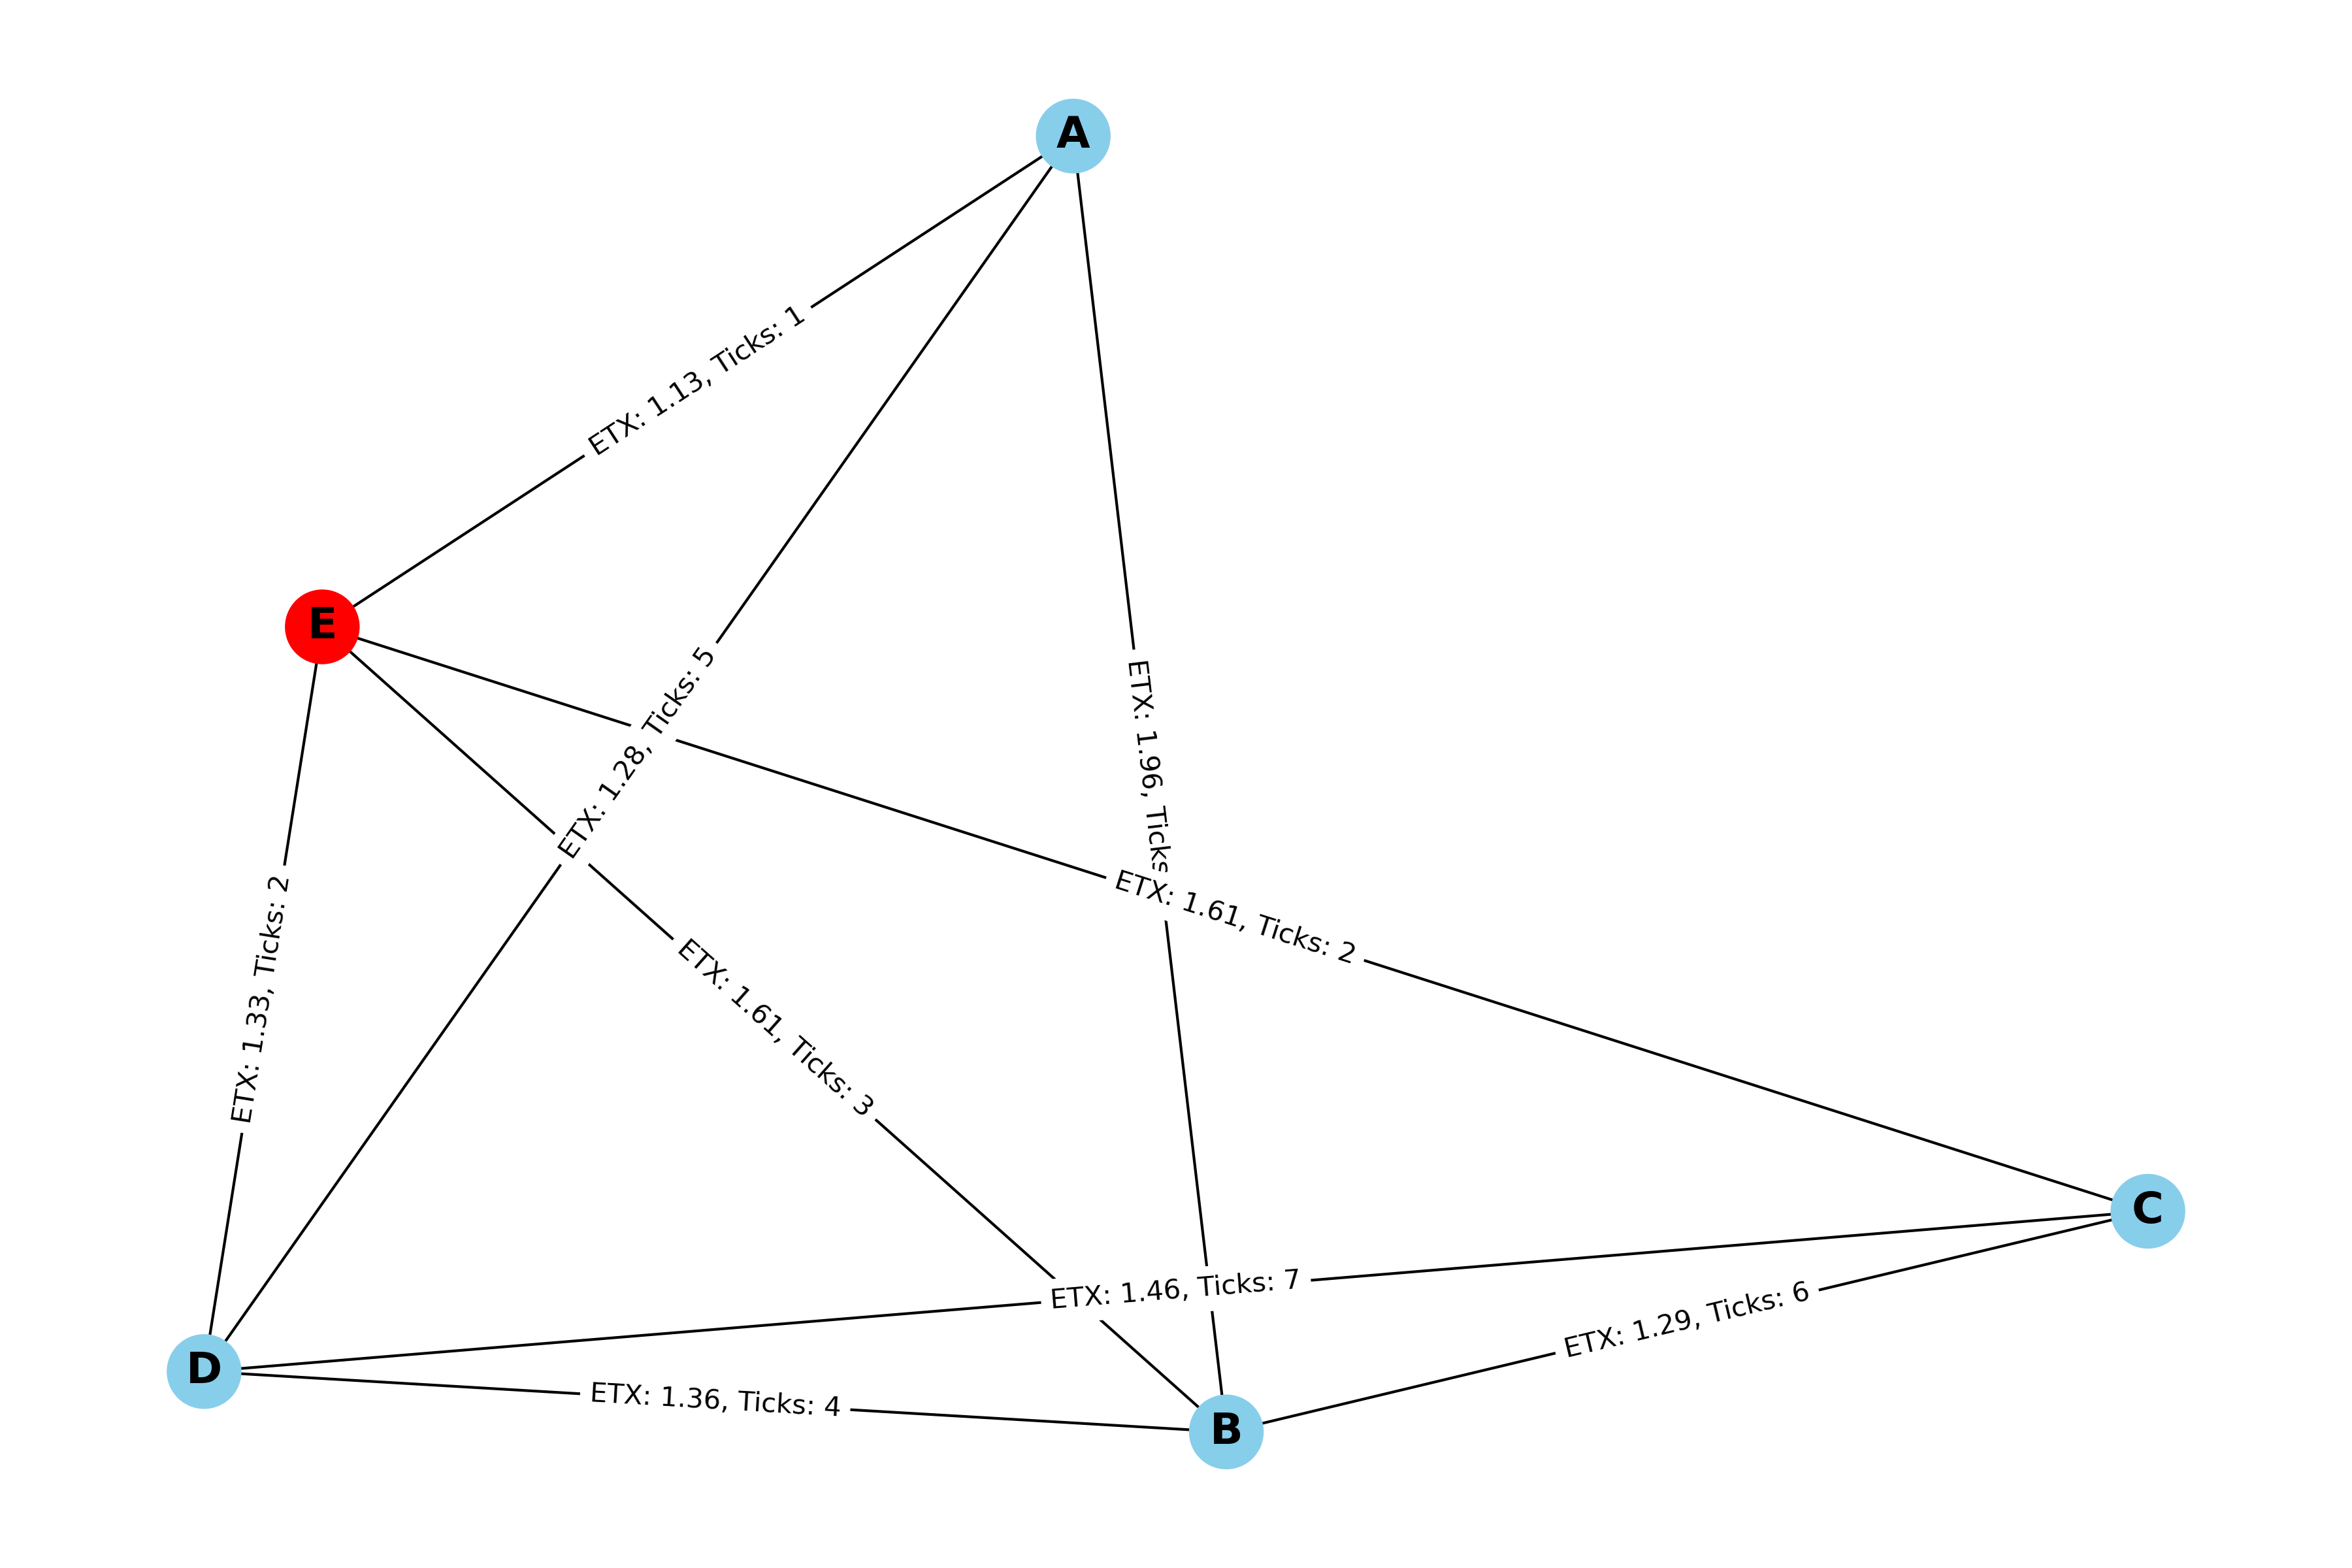 A
ETX: 1.13, Ticks: 1
E
ETX: 1.28, Ticks: 5
ETX: 1.96, Ticks
ETX: 1.61, Ticks: 2
ETX: 1.33, Ticks: 2
ETX: 1.61, Ticks: 3
C
ETX: 1.46, Ticks: 7
ETX: 1.29, Ticks: 6
D
ETX: 1.36, Ticks: 4
B